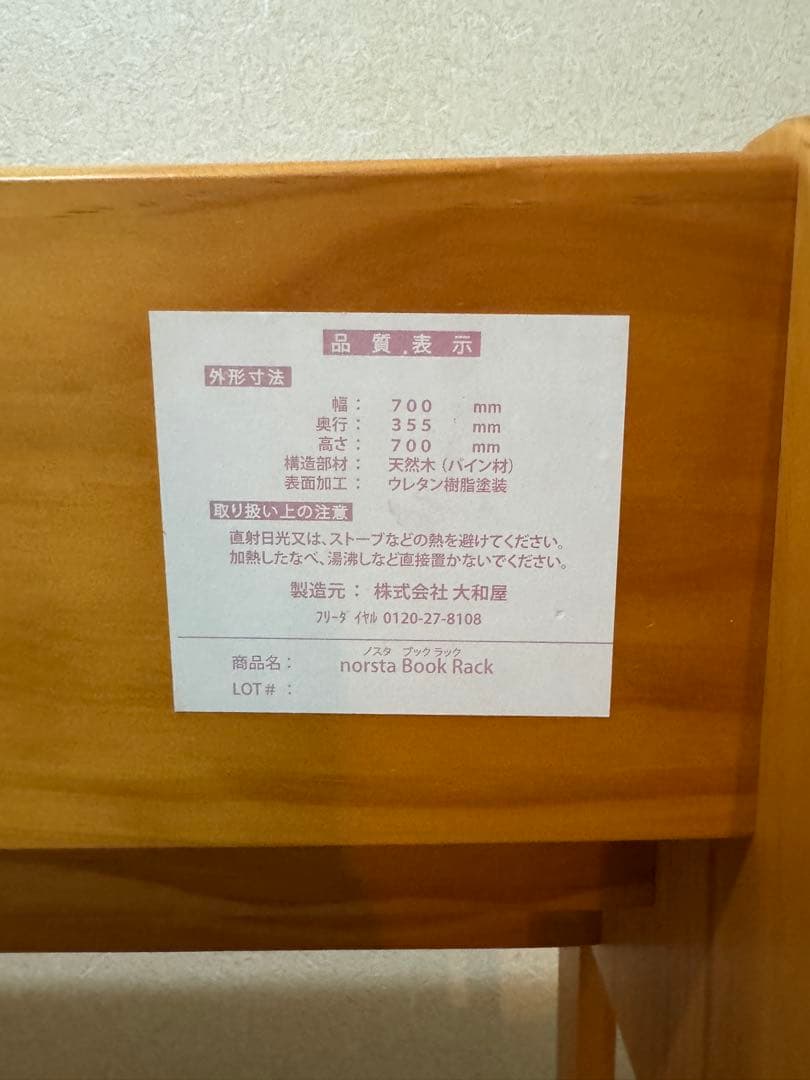 品質表示
外形寸法
幅： 700 mm
奥行： 355 mm
高さ： 700 mm
構造部材： 天然木（パイン材）
表面加工： ウレタン樹脂塗装
取り扱い上の注意
直射日光又は、ストーブなどの熱を避けてください。
加熱したなべ、湯沸しなど直接置かないでください。
製造元： 株式会社 大和屋
フリーダイヤル 0120-27-8108
ノスタ ブックラック
商品名： norsta Book Rack
LOT＃：